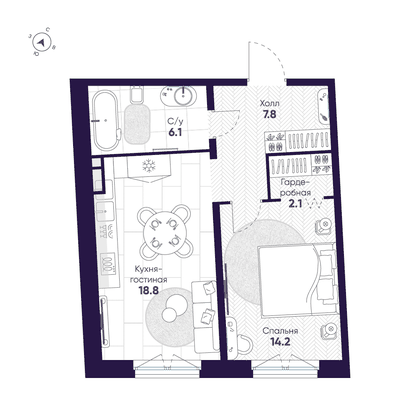 С
З
В
Ю
Холл
7.8
С/у
6.1
Гарде-
робная
2.1
Кухня-
гостиная
18.8
Спальня
14.2